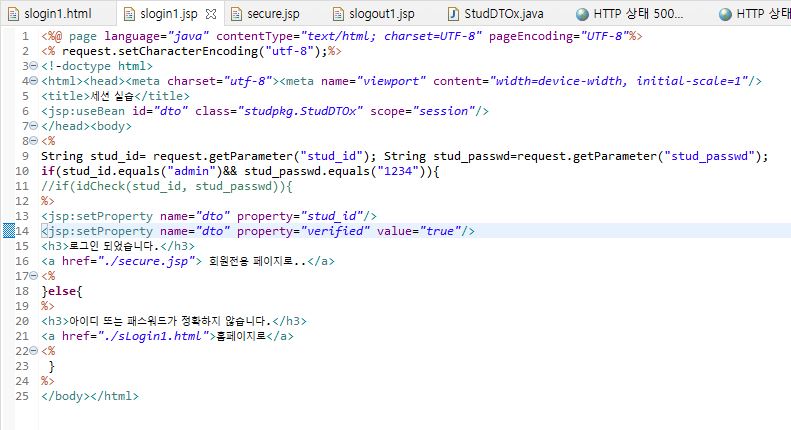 slogin1.html slogin1.jsp secure.jsp slogout1.jsp StudDTOx.java HTTP 상태 500... HTTP 상태
1 <%@ page language="java" contentType="text/html; charset=UTF-8" pageEncoding="UTF-8"%>
2 <% request.setCharacterEncoding("utf-8");%>
3 <!-doctype html>
4 <html><head><meta charset="utf-8"><meta name="viewport" content="width=device-width, initial-scale=1"/>
5 <title>세션 실습</title>
6 <jsp:useBean id="dto" class="studpkg.StudDTOx" scope="session"/>
7 </head><body>
8 <%
9 String stud_id= request.getParameter("stud_id"); String stud_passwd=request.getParameter("stud_passwd");
10 if(stud_id.equals("admin")&& stud_passwd.equals("1234")){
11 //if(idCheck(stud_id, stud_passwd)){
12 %>
13 <jsp:setProperty name="dto" property="stud_id"/>
14 <jsp:setProperty name="dto" property="verified" value="true"/>
15 <h3>로그인 되었습니다.</h3>
16 <a href="./secure.jsp"> 회원전용 페이지로..</a>
17 <%
18 }else{
19 %>
20 <h3>아이디 또는 패스워드가 정확하지 않습니다.</h3>
21 <a href="./sLogin1.html">홈페이지로</a>
22 <%
23 }
24 %>
25 </body></html>